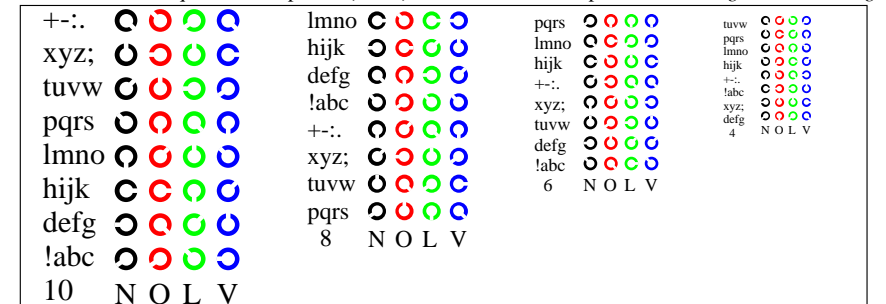 +-:.
xyz;
tuvw
pqrs
lmno
hijk
defg
!abc
10 N O L V
lmno
hijk
defg
!abc
+-:.
xyz;
tuvw
pqrs
8 N O L V
pqrs
lmno
hijk
+-:.
xyz;
tuvw
defg
!abc
6 N O L V
tuvw
pqrs
lmno
hijk
+-:.
!abc
xyz;
defg
4 N O L V